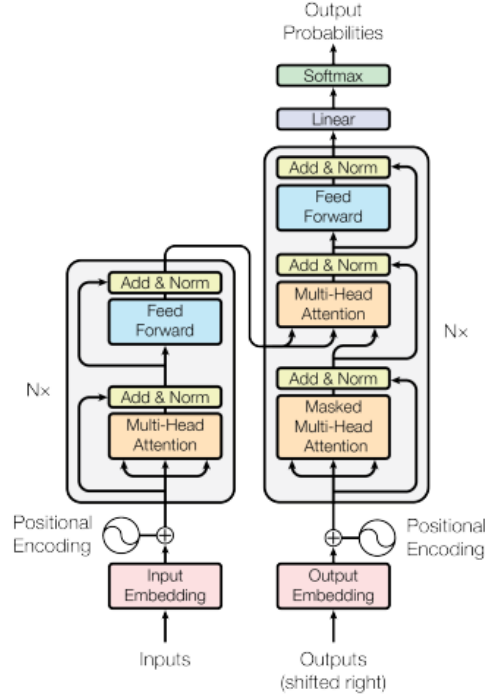 Output
Probabilities
Softmax
Linear
Add & Norm
Feed
Forward
Add & Norm
Multi-Head
Attention
Add & Norm
Masked
Multi-Head
Attention
Nx
Add & Norm
Feed
Forward
Add & Norm
Multi-Head
Attention
Nx
Positional
Encoding
Positional
Encoding
Input
Embedding
Output
Embedding
Inputs
Outputs
(shifted right)